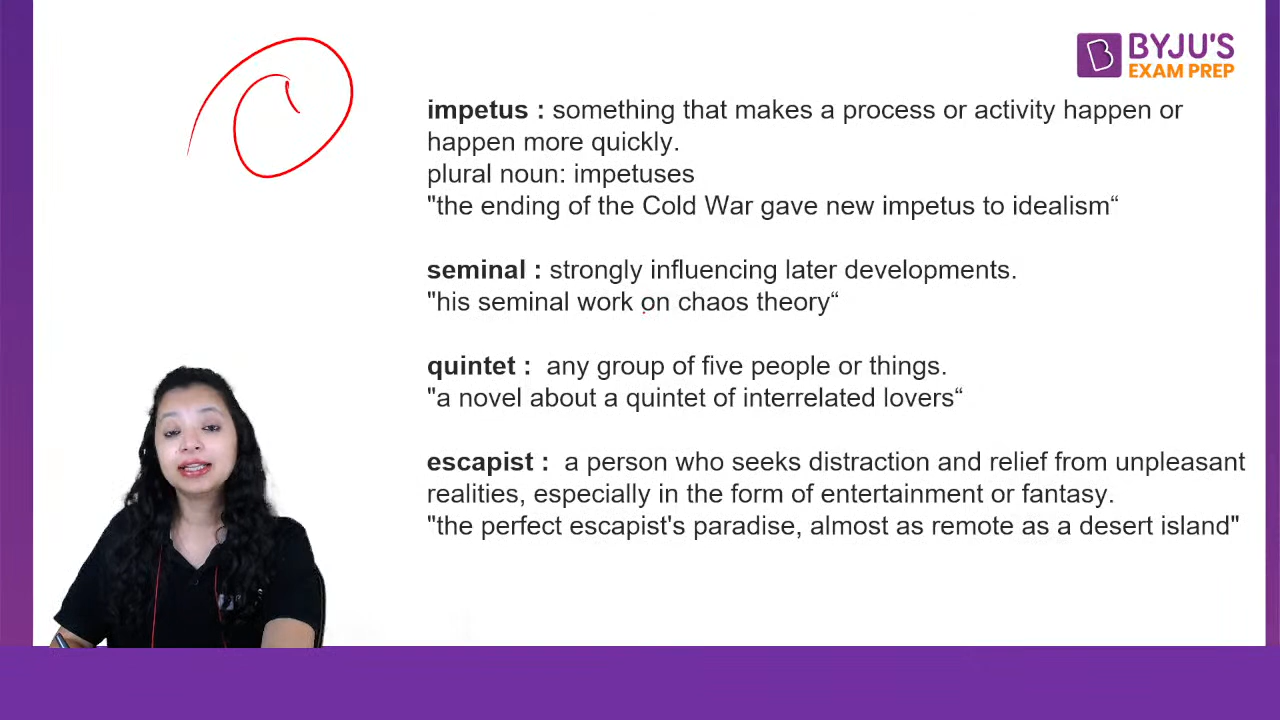 BYJU'S
EXAM PREP
impetus : something that makes a process or activity happen or
happen more quickly.
plural noun: impetuses
"the ending of the Cold War gave new impetus to idealism“
seminal : strongly influencing later developments.
"his seminal work on chaos theory“
quintet :  any group of five people or things.
"a novel about a quintet of interrelated lovers“
escapist :  a person who seeks distraction and relief from unpleasant
realities, especially in the form of entertainment or fantasy.
"the perfect escapist's paradise, almost as remote as a desert island"